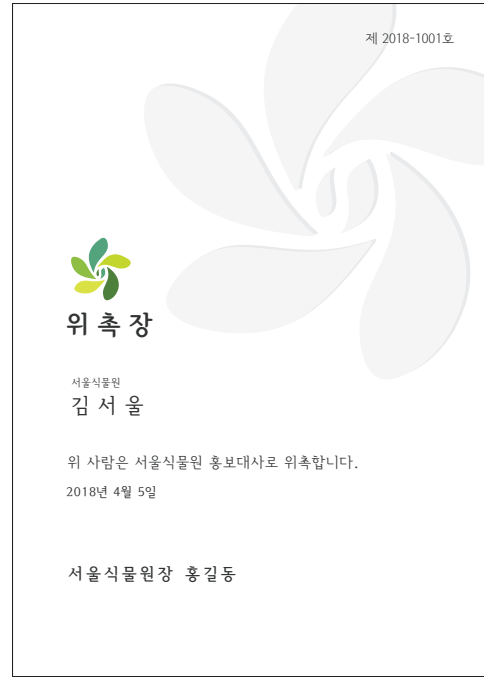 제 2018-1001호
위촉장
서울식물원
김서울
위 사람은 서울식물원 홍보대사로 위촉합니다.
2018년 4월 5일
서울식물원장 홍길동